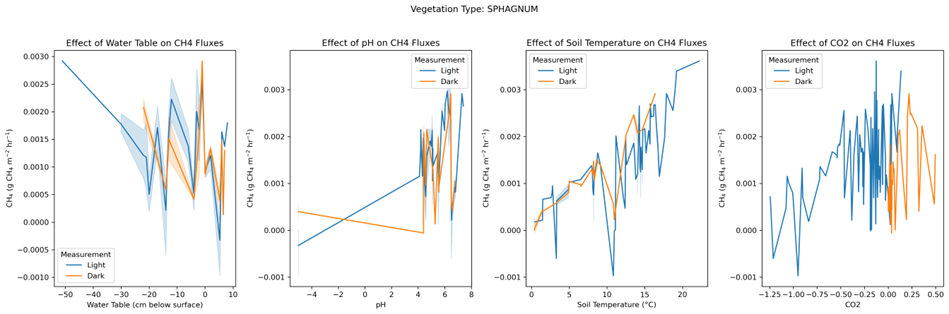 Vegetation Type: SPHAGNUM
Effect of Water Table on CH4 Fluxes
CH₄ (g CH₄ m⁻² hr⁻¹)
0.0030
0.0025
0.0020
0.0015
0.0010
0.0005
0.0000
−0.0005
−0.0010
Measurement
Light
Dark
−50 −40 −30 −20 −10 0 10
Water Table (cm below surface)
Effect of pH on CH4 Fluxes
CH₄ (g CH₄ m⁻² hr⁻¹)
0.003
0.002
0.001
0.000
−0.001
Measurement
Light
Dark
−4 −2 0 2 4 6 8
pH
Effect of Soil Temperature on CH4 Fluxes
CH₄ (g CH₄ m⁻² hr⁻¹)
0.003
0.002
0.001
0.000
−0.001
Measurement
Light
Dark
0 5 10 15 20
Soil Temperature (°C)
Effect of CO2 on CH4 Fluxes
CH₄ (g CH₄ m⁻² hr⁻¹)
0.003
0.002
0.001
0.000
−0.001
Measurement
Light
Dark
−1.25 −1.00 −0.75 −0.50 −0.25 0.00 0.25 0.50
CO2